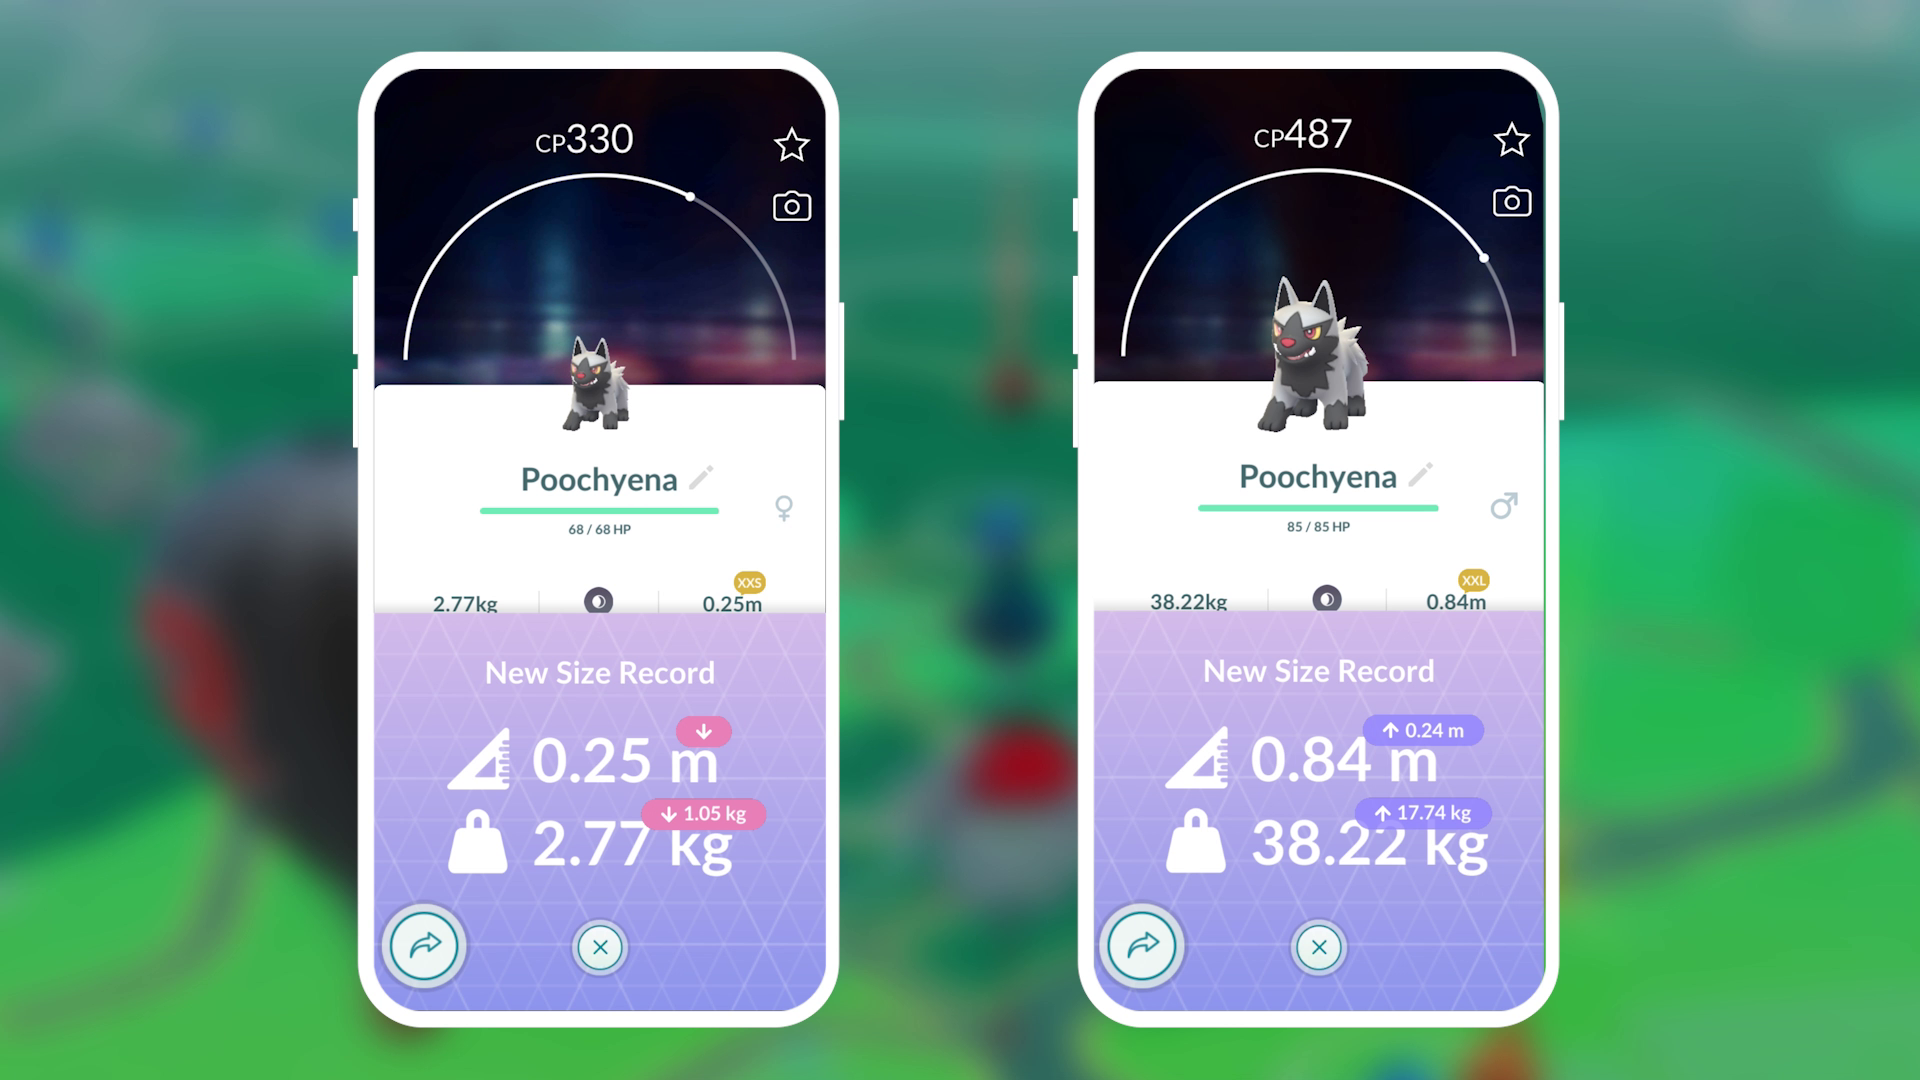 CP330
Poochyena
68 / 68 HP
XXS
2.77kg
0.25m
New Size Record
0.25 m
↓ 1.05 kg
2.77 kg
CP487
Poochyena
85 / 85 HP
XXL
38.22kg
0.84m
New Size Record
↑ 0.24 m
0.84 m
↑ 17.74 kg
38.22 kg